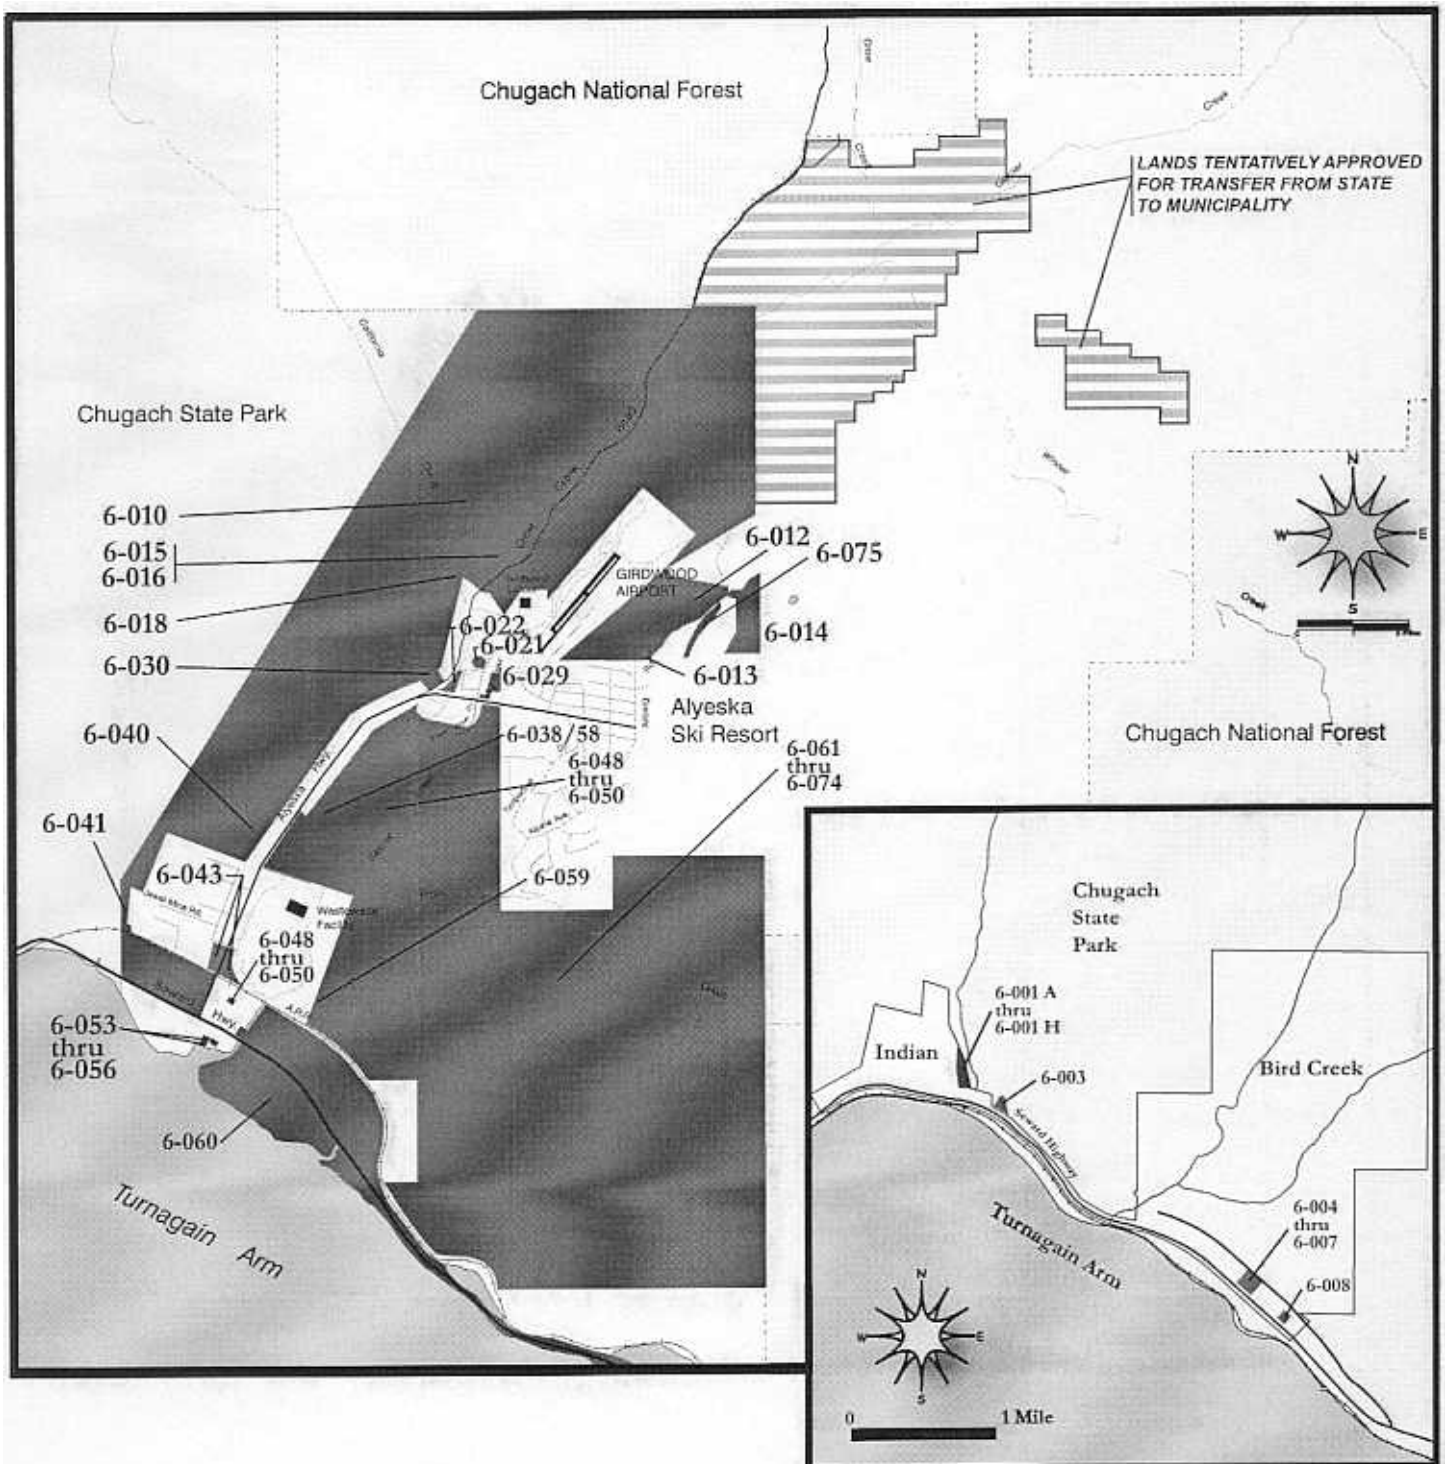 Chugach National Forest
Creek
Creek
LANDS TENTATIVELY APPROVED
FOR TRANSFER FROM STATE
TO MUNICIPALITY
California
Chugach State Park
Winner
6-010
6-015
6-016
6-018
6-030
6-012
6-075
GIRDWOOD
AIRPORT
6-022
6-021
6-014
6-029
6-013
Alyeska
Ski Resort
N
W
E
S
Creek
Chugach National Forest
6-040
6-038/58
6-048
thru
6-050
6-061
thru
6-074
Alyeska Hwy.
6-041
6-043
6-059
6-048
thru
6-050
Seward
Hwy.
6-053
thru
6-056
6-060
Turnagain Arm
Chugach
State
Park
6-001 A
thru
6-001 H
Indian
6-003
Bird Creek
Seward Highway
6-004
thru
6-007
Turnagain Arm
6-008
N
W
E
S
0
1 Mile